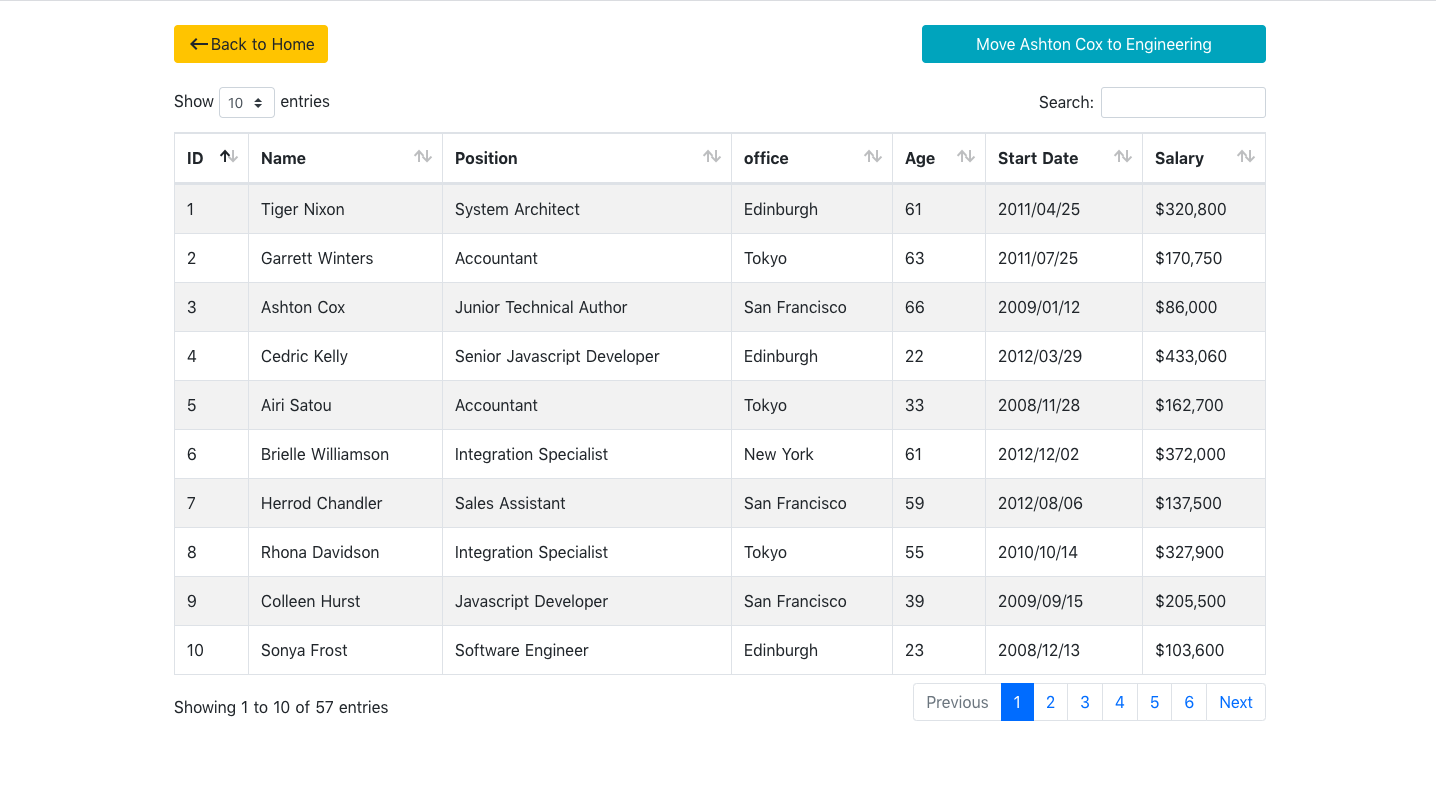 Back to Home Move Ashton Cox to Engineering
Show 10 entries Search:
ID Name Position office Age Start Date Salary
1 Tiger Nixon System Architect Edinburgh 61 2011/04/25 $320,800
2 Garrett Winters Accountant Tokyo 63 2011/07/25 $170,750
3 Ashton Cox Junior Technical Author San Francisco 66 2009/01/12 $86,000
4 Cedric Kelly Senior Javascript Developer Edinburgh 22 2012/03/29 $433,060
5 Airi Satou Accountant Tokyo 33 2008/11/28 $162,700
6 Brielle Williamson Integration Specialist New York 61 2012/12/02 $372,000
7 Herrod Chandler Sales Assistant San Francisco 59 2012/08/06 $137,500
8 Rhona Davidson Integration Specialist Tokyo 55 2010/10/14 $327,900
9 Colleen Hurst Javascript Developer San Francisco 39 2009/09/15 $205,500
10 Sonya Frost Software Engineer Edinburgh 23 2008/12/13 $103,600
Showing 1 to 10 of 57 entries Previous 1 2 3 4 5 6 Next